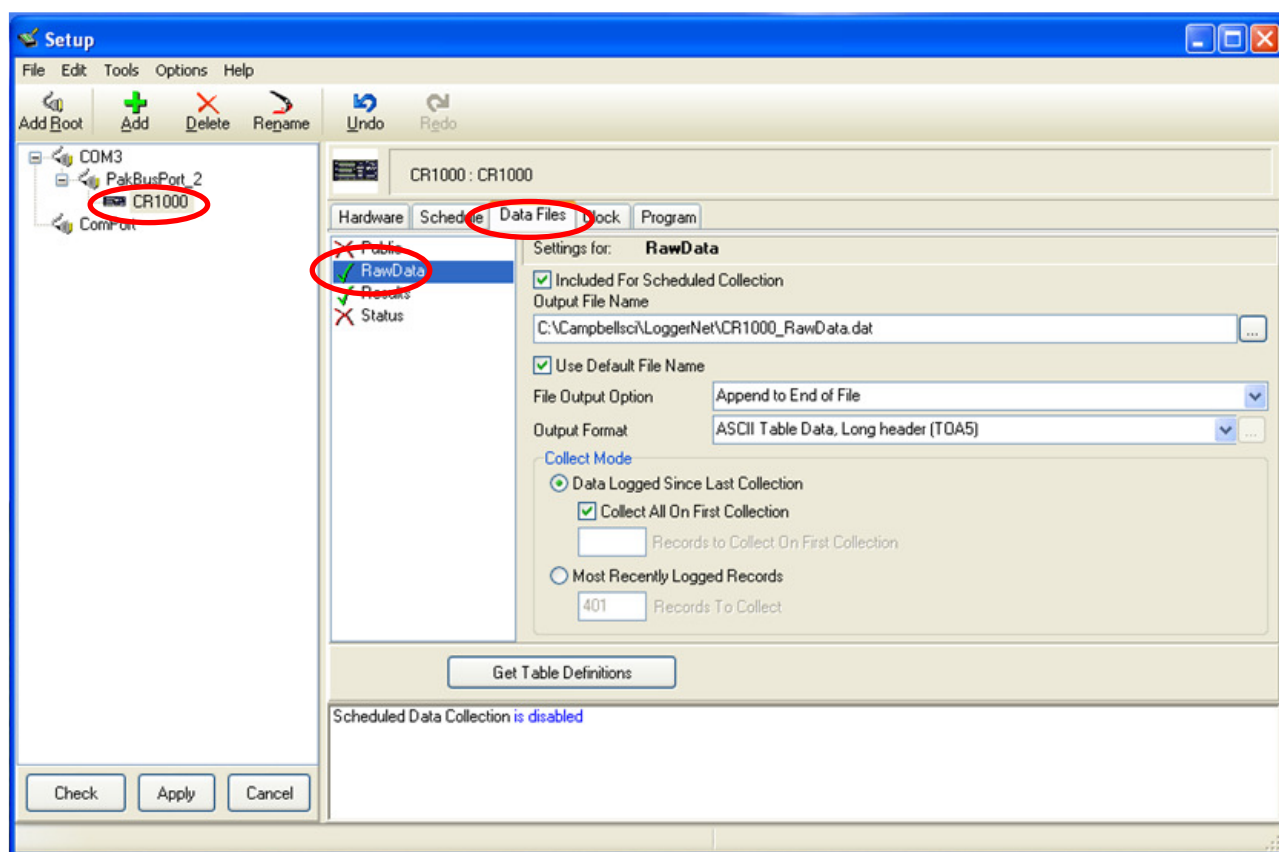 Setup
File Edit Tools Options Help
Add Root Add Delete Rename Undo Redo
COM3
PakBusPort_2
CR1000
ComPort
CR1000 : CR1000
Hardware Schedule Data Files Clock Program
Public
RawData
Results
Status
Settings for: RawData
Included For Scheduled Collection
Output File Name
C:\Campbellsci\LoggerNet\CR1000_RawData.dat
...
Use Default File Name
File Output Option Append to End of File
Output Format ASCII Table Data, Long header (TOA5) ...
Collect Mode
Data Logged Since Last Collection
Collect All On First Collection
Records to Collect On First Collection
Most Recently Logged Records
401 Records To Collect
Get Table Definitions
Scheduled Data Collection is disabled
Check Apply Cancel